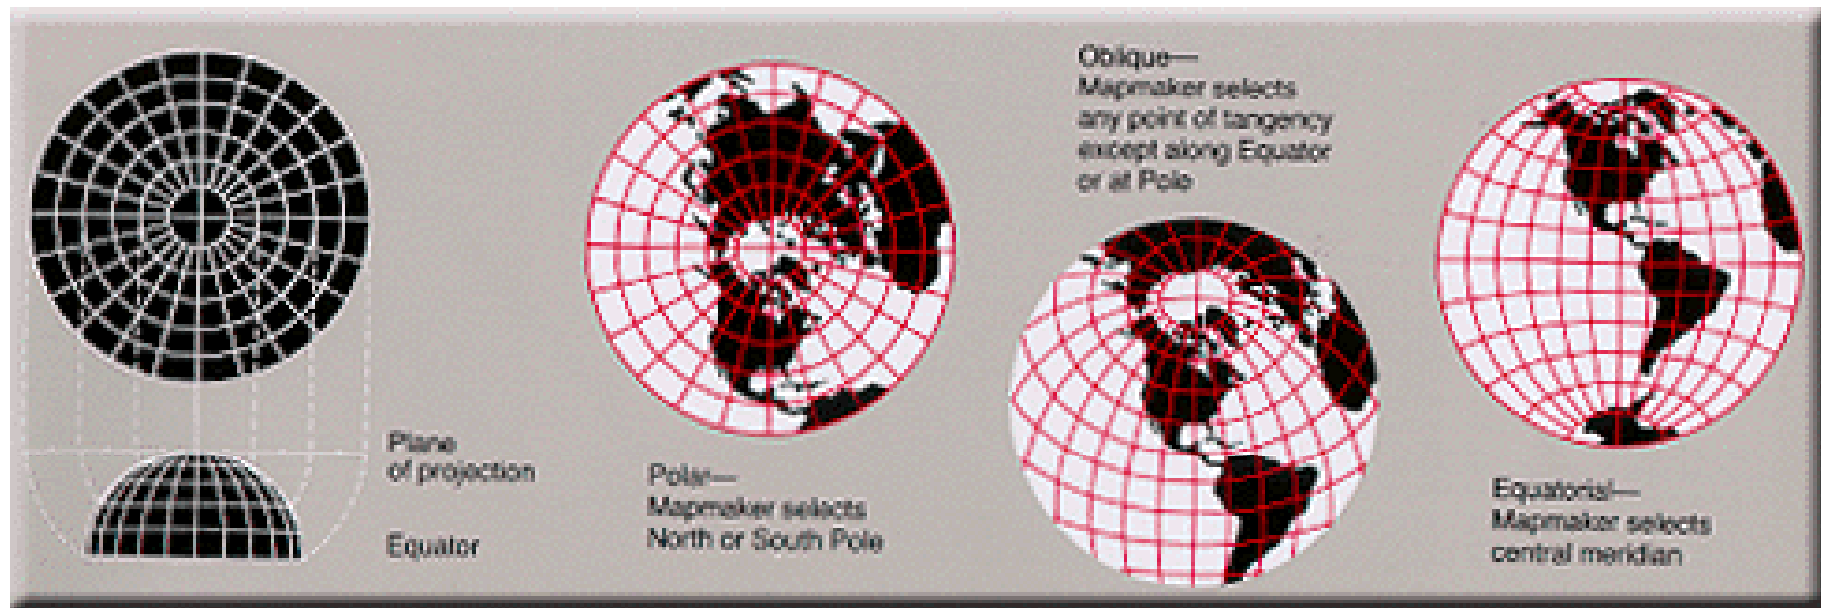 Plane
of projection
Equator
Polar—
Mapmaker selects
North or South Pole
Oblique—
Mapmaker selects
any point of tangency
except along Equator
or at Pole
Equatorial—
Mapmaker selects
central meridian